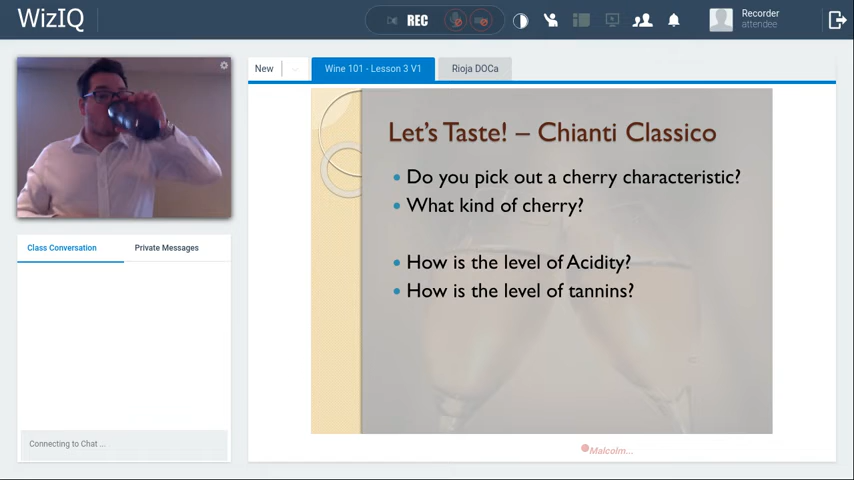 WizIQ
REC
Recorder
attendee
New
Wine 101 - Lesson 3 V1
Rioja DOCa
Let's Taste! – Chianti Classico
• Do you pick out a cherry characteristic?
• What kind of cherry?
• How is the level of Acidity?
• How is the level of tannins?
Class Conversation
Private Messages
Connecting to Chat ...
Malcolm...